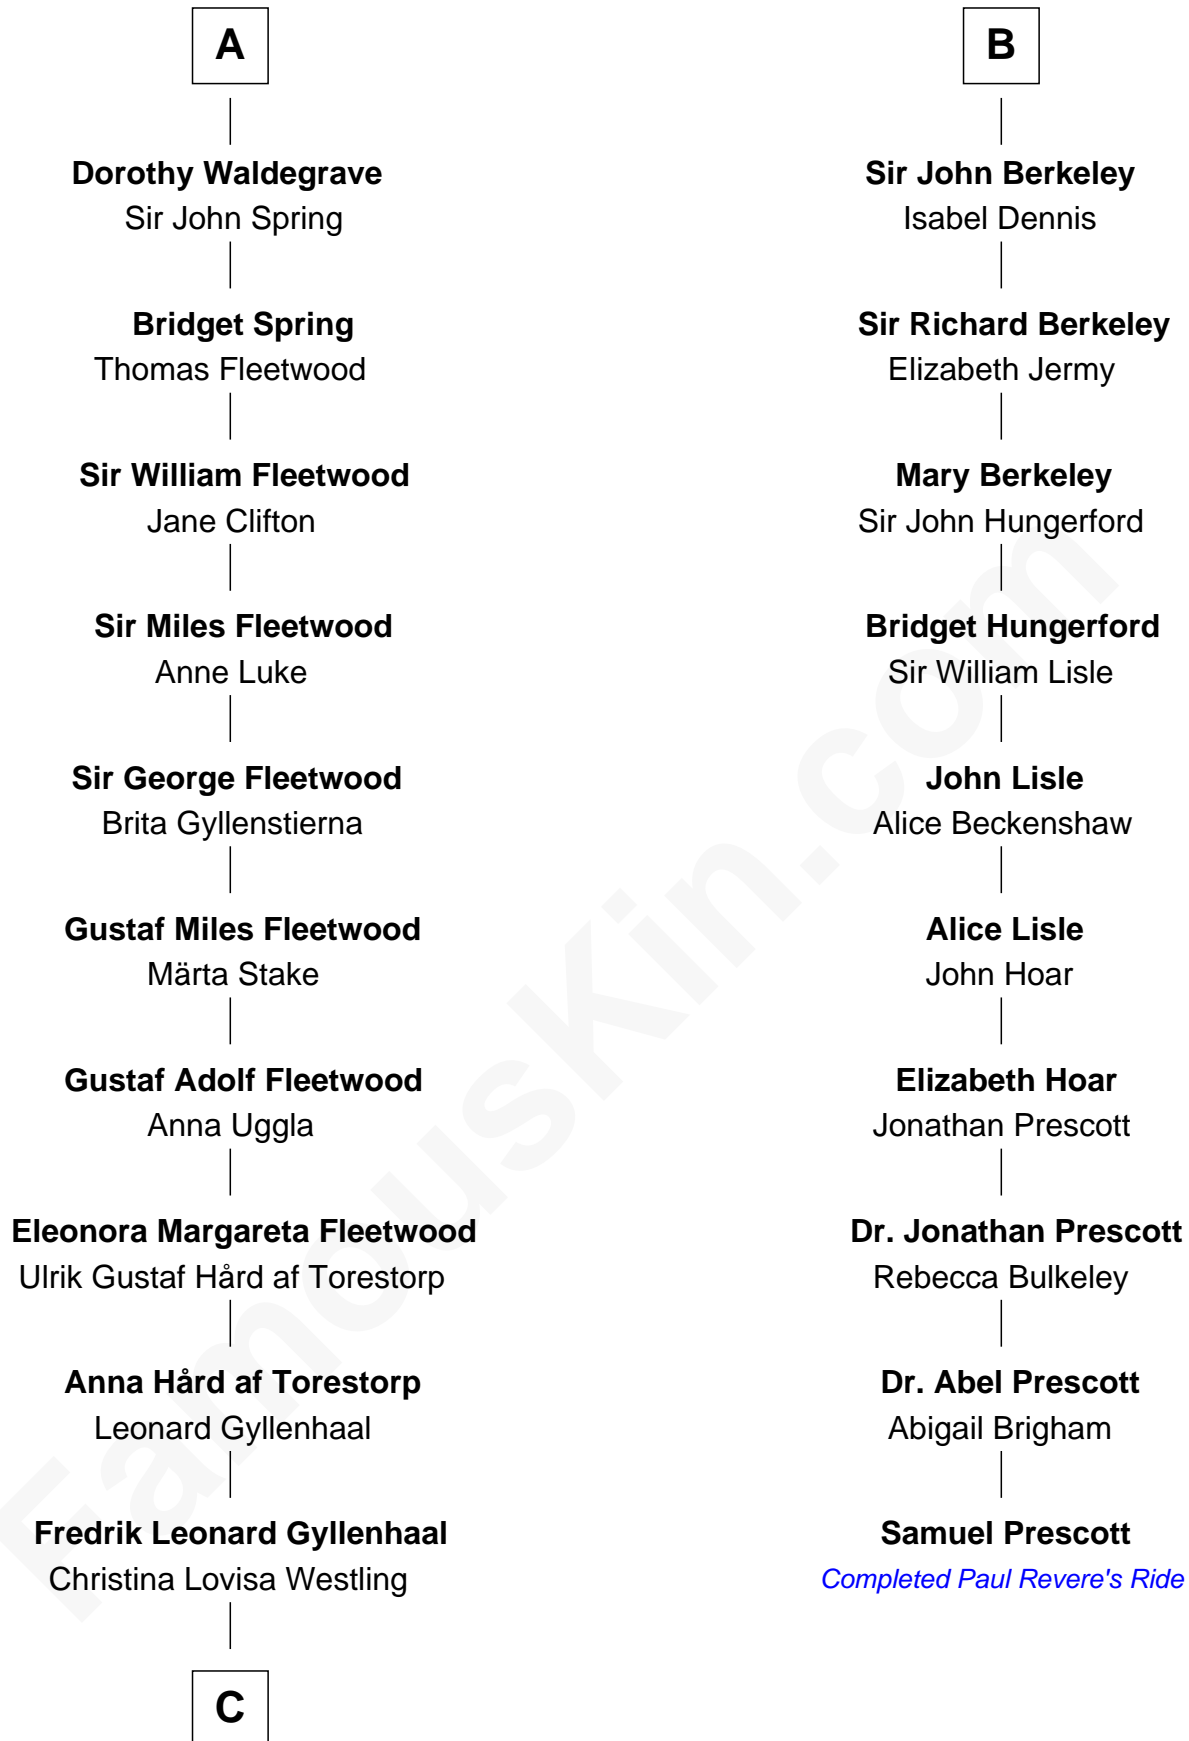 A
Dorothy Waldegrave
Sir John Spring
Bridget Spring
Thomas Fleetwood
Sir William Fleetwood
Jane Clifton
Sir Miles Fleetwood
Anne Luke
Sir George Fleetwood
Brita Gyllenstierna
Gustaf Miles Fleetwood
Märta Stake
Gustaf Adolf Fleetwood
Anna Uggla
Eleonora Margareta Fleetwood
Ulrik Gustaf Hård af Torestorp
Anna Hård af Torestorp
Leonard Gyllenhaal
Fredrik Leonard Gyllenhaal
Christina Lovisa Westling
C
B
Sir John Berkeley
Isabel Dennis
Sir Richard Berkeley
Elizabeth Jermy
Mary Berkeley
Sir John Hungerford
Bridget Hungerford
Sir William Lisle
John Lisle
Alice Beckenshaw
Alice Lisle
John Hoar
Elizabeth Hoar
Jonathan Prescott
Dr. Jonathan Prescott
Rebecca Bulkeley
Dr. Abel Prescott
Abigail Brigham
Samuel Prescott
Completed Paul Revere's Ride
FamousKin.com